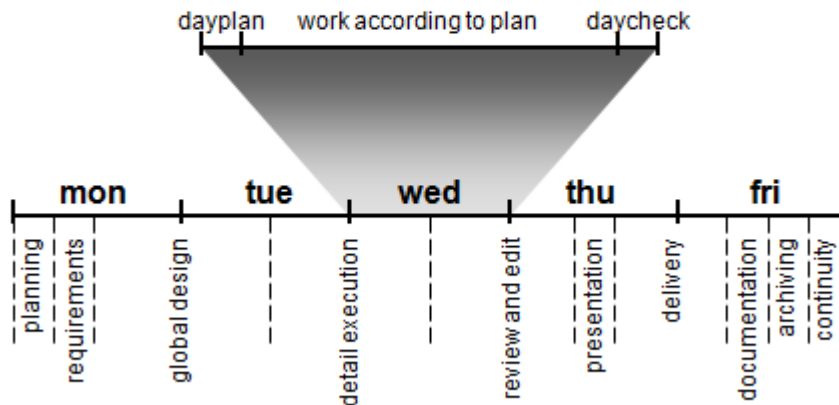 dayplan work according to plan daycheck
mon tue wed thu fri
planning
requirements
global design
detail execution
review and edit
presentation
delivery
documentation
archiving
continuity